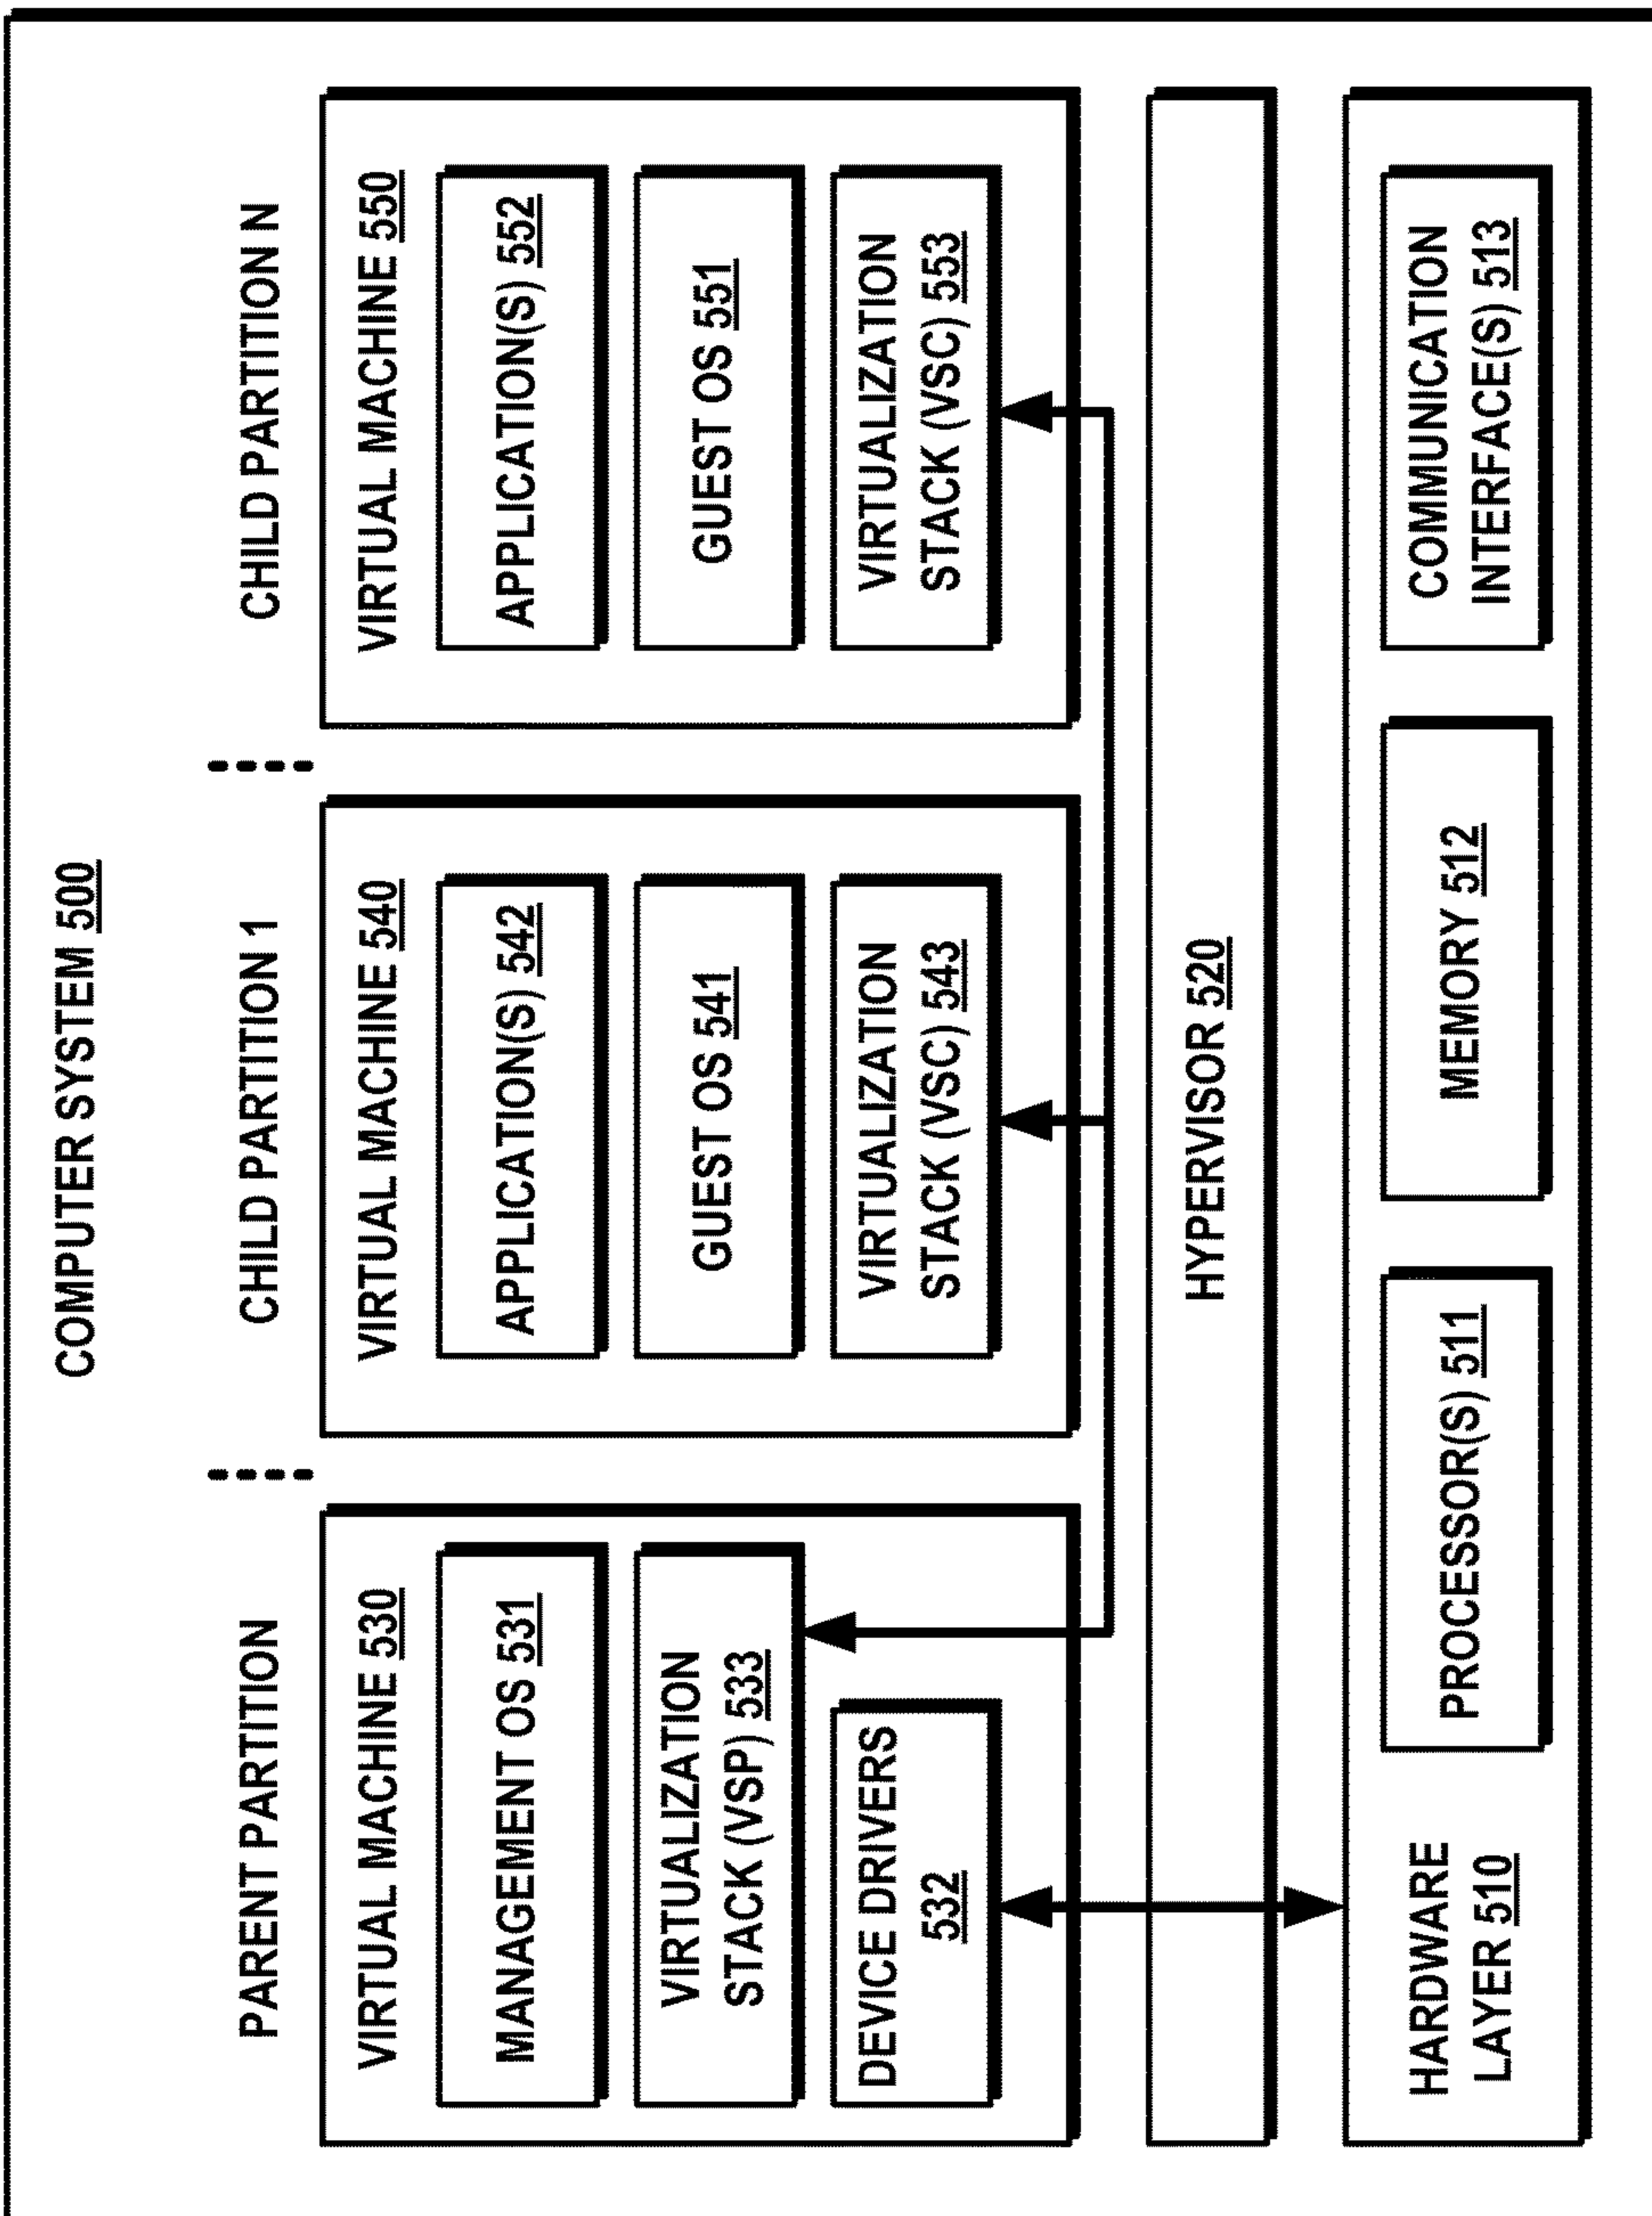 COMPUTER SYSTEM 500
PARENT PARTITION
VIRTUAL MACHINE 530
MANAGEMENT OS 531
VIRTUALIZATION
STACK (VSP) 533
DEVICE DRIVERS
532
CHILD PARTITION 1
VIRTUAL MACHINE 540
APPLICATION(S) 542
GUEST OS 541
VIRTUALIZATION
STACK (VSC) 543
CHILD PARTITION N
VIRTUAL MACHINE 550
APPLICATION(S) 552
GUEST OS 551
VIRTUALIZATION
STACK (VSC) 553
HYPERVISOR 520
HARDWARE
LAYER 510
PROCESSOR(S) 511
MEMORY 512
COMMUNICATION
INTERFACE(S) 513